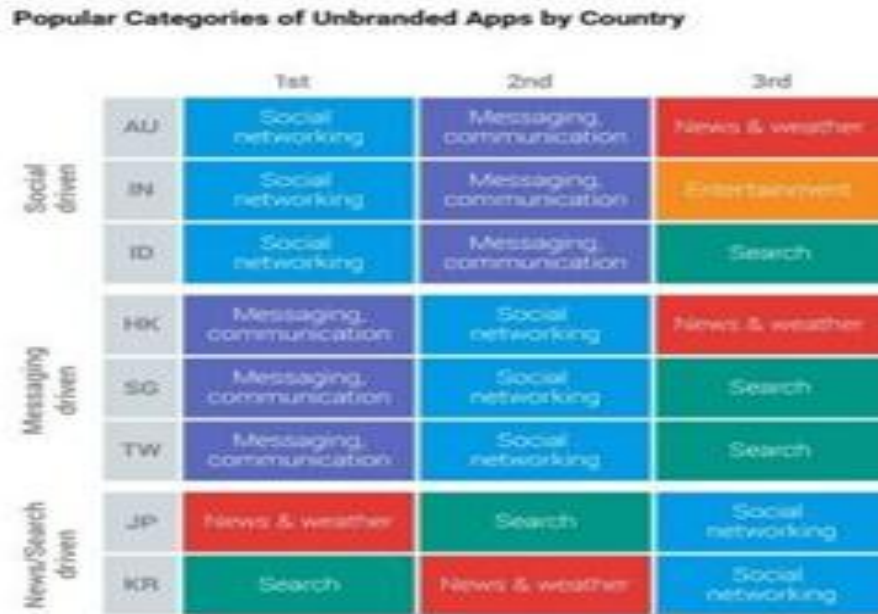 Popular Categories of Unbranded Apps by Country
1st 2nd 3rd
Social
driven
AU
Social
networking
Messaging,
communication
News & weather
IN
Social
networking
Messaging,
communication
Entertainment
ID
Social
networking
Messaging,
communication
Search
Messaging
driven
HK
Messaging,
communication
Social
networking
News & weather
SG
Messaging,
communication
Social
networking
Search
TW
Messaging,
communication
Social
networking
Search
News/Search
driven
JP
News & weather
Search
Social
networking
KR
Search
News & weather
Social
networking